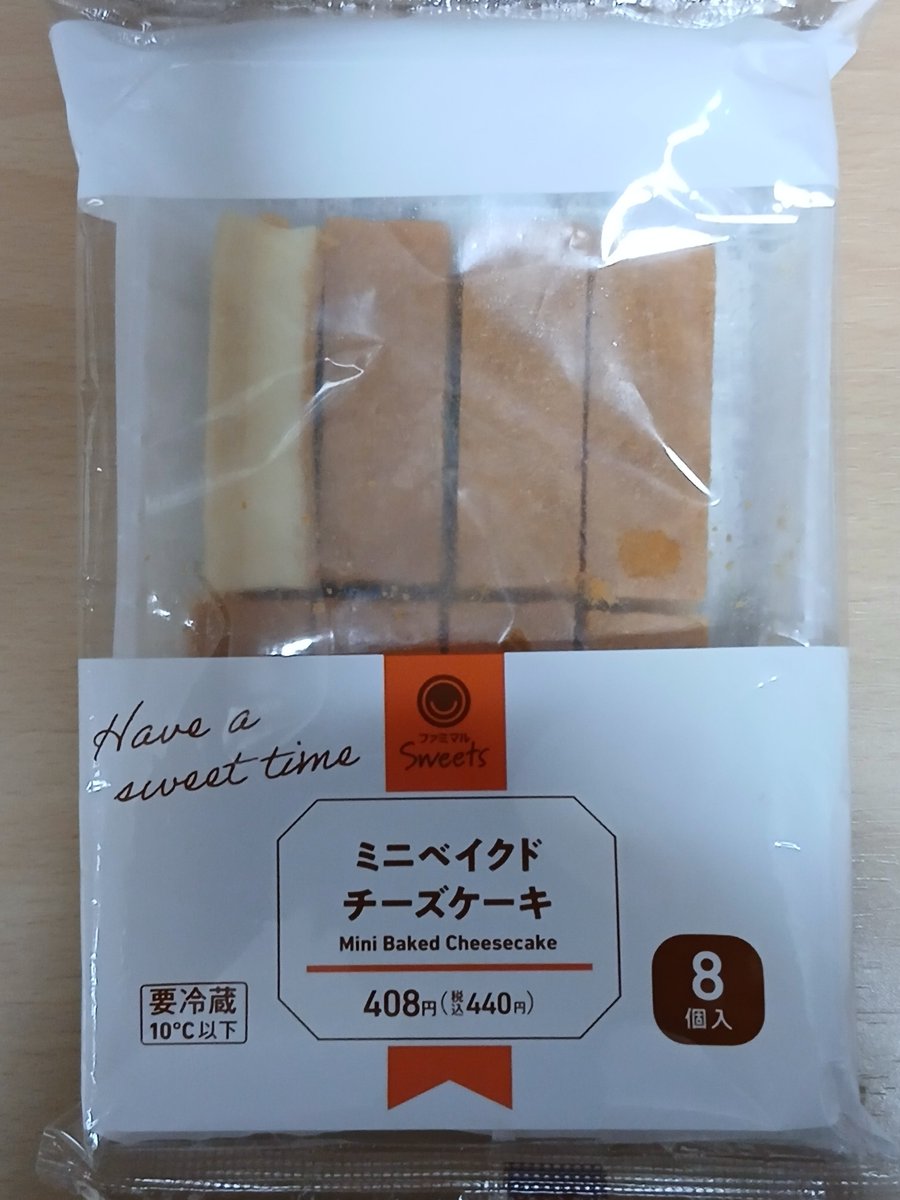 Have a
sweet time
ファミマル
Sweets
ミニベイクド
チーズケーキ
Mini Baked Cheesecake
408円(税込440円)
要冷蔵
10°C以下
8
個入